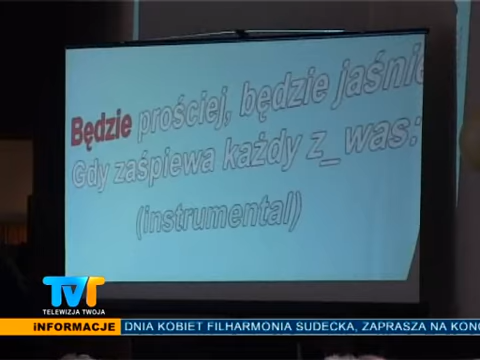 Będzie prościej, będzie jaśnie
Gdy zaśpiewa każdy z_was:
(instrumental)
TVT
TELEWIZJA TWOJA
iNFORMACJE
DNIA KOBIET FILHARMONIA SUDECKA, ZAPRASZA NA KONC